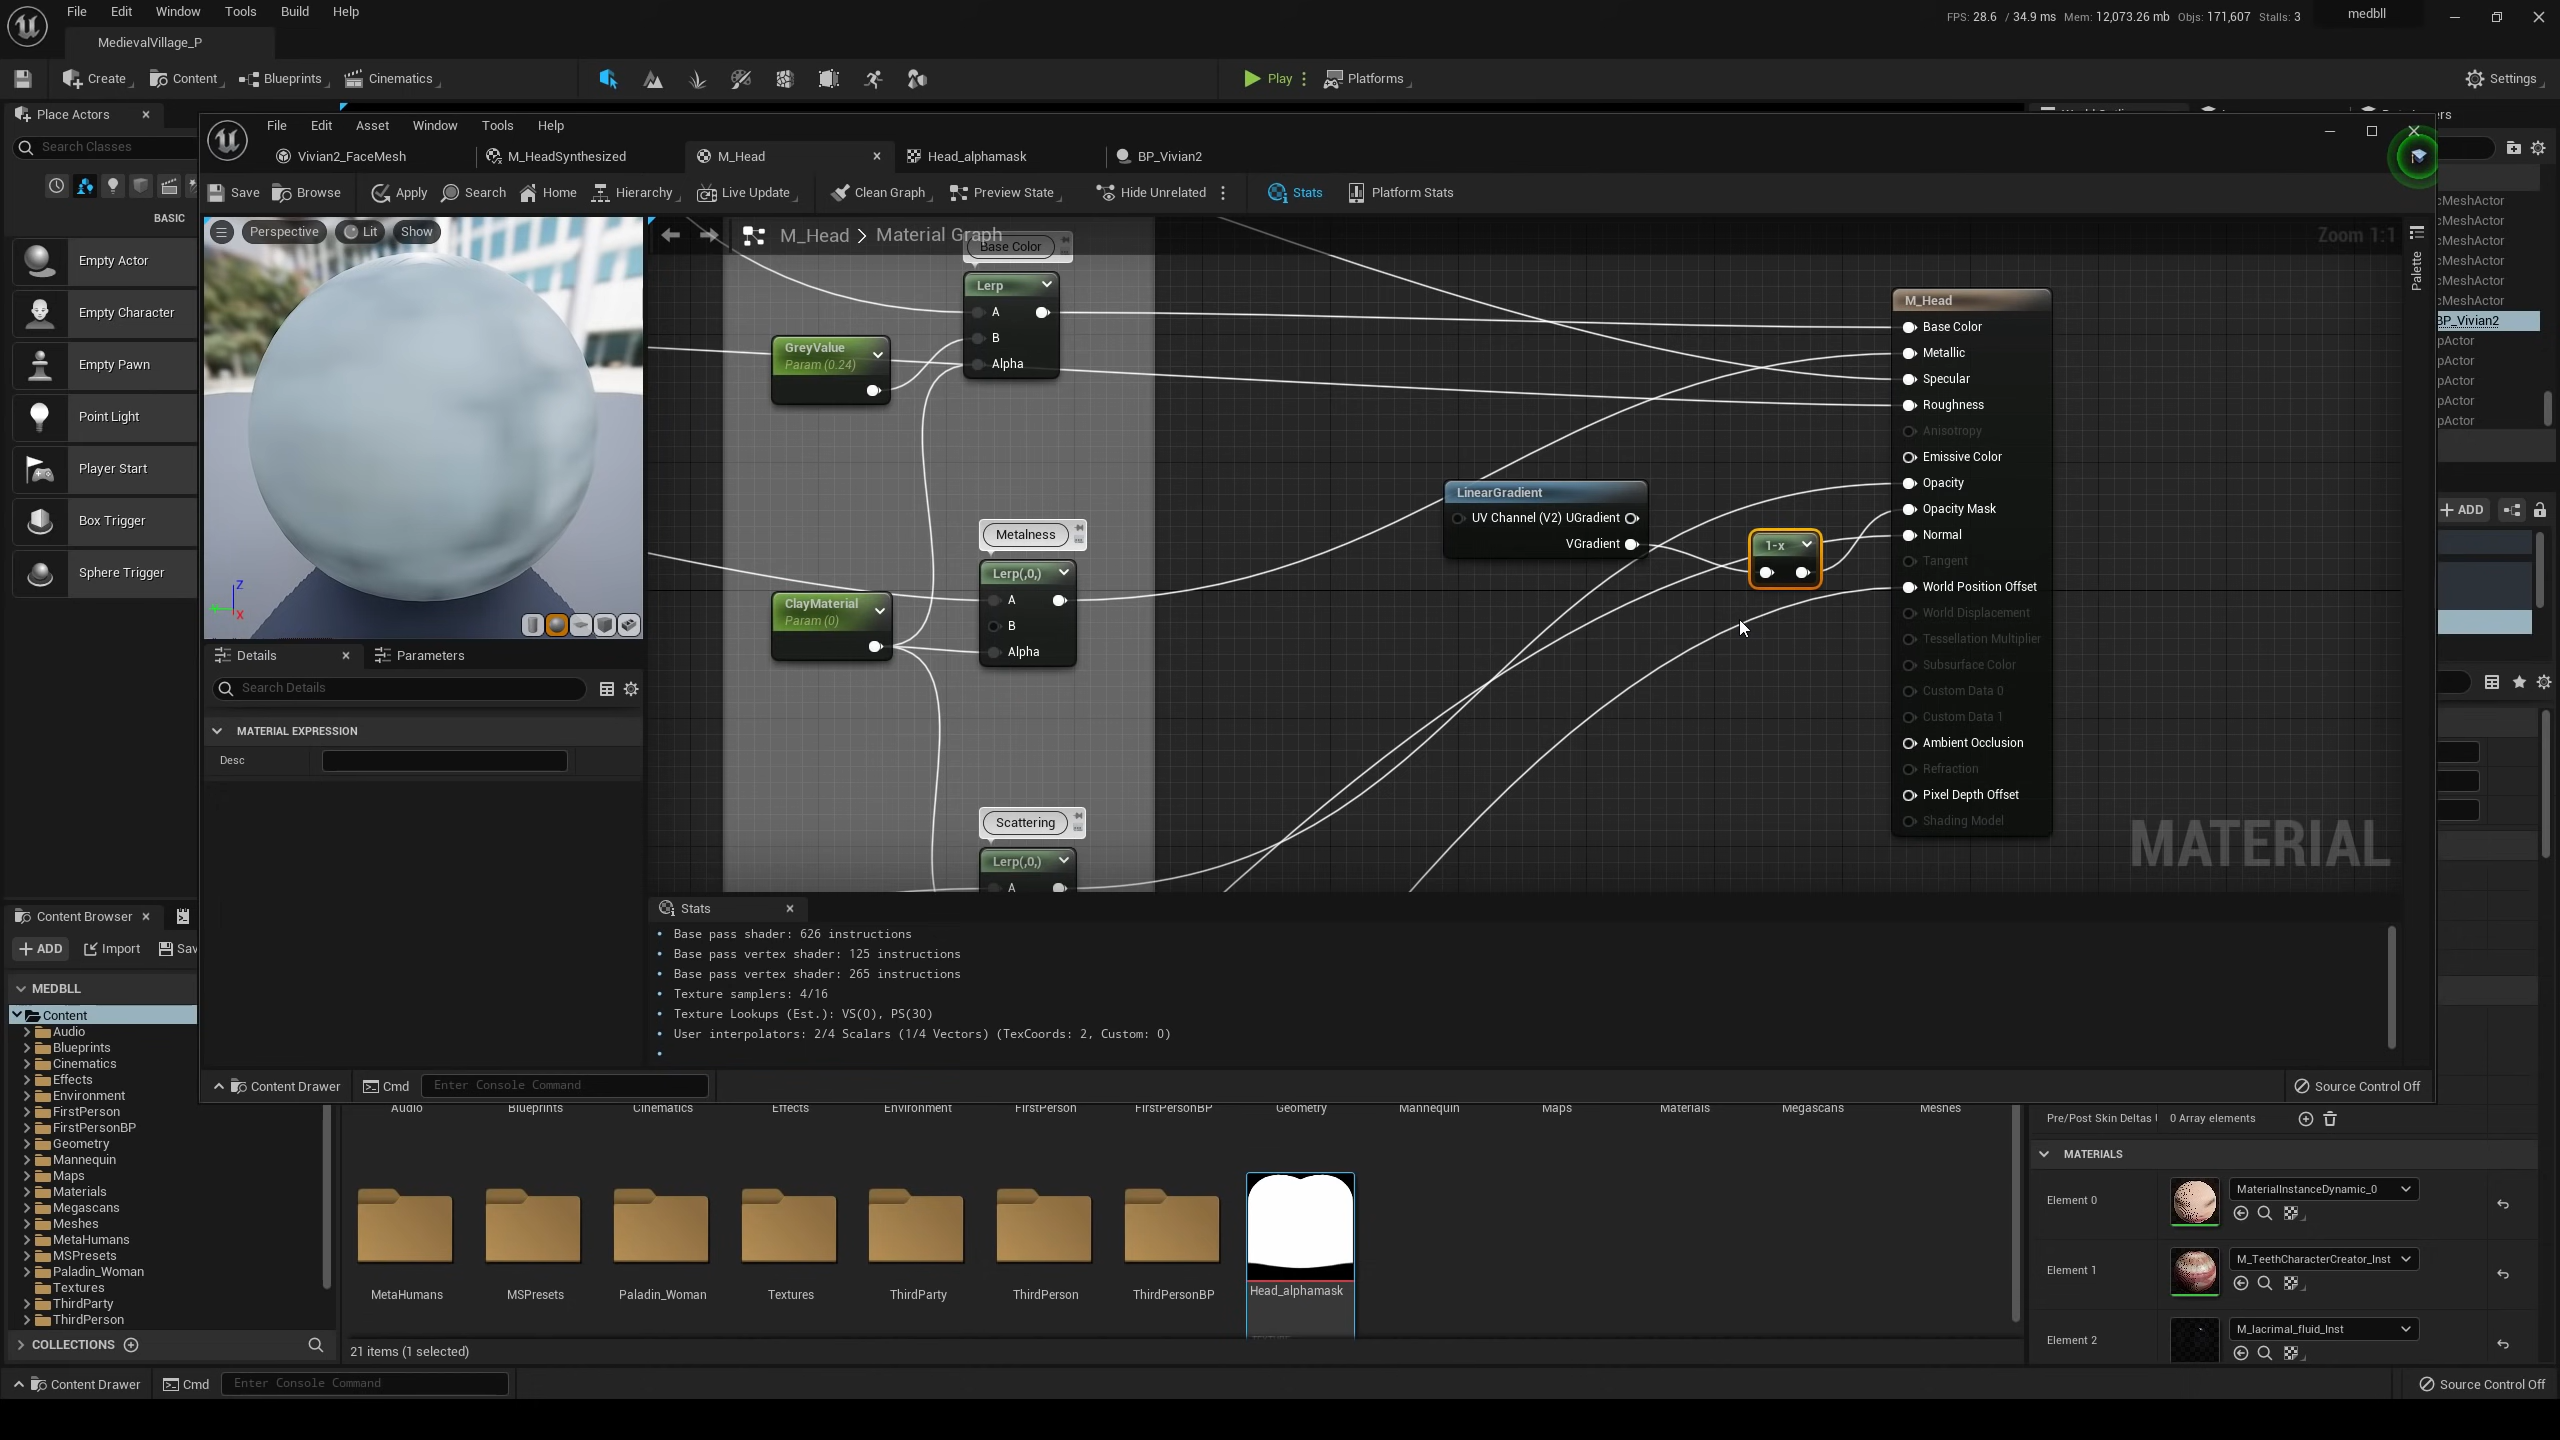 File Edit Window Tools Build Help
FPS: 28.6 / 34.9 ms Mem: 12,073.26 mb Objs: 171,607 Stalls: 3
medbll
MedievalVillage_P
Create Content Blueprints Cinematics
Play Platforms
Settings
Place Actors
Search Classes
BASIC
Empty Actor
Empty Character
Empty Pawn
Point Light
Player Start
Box Trigger
Sphere Trigger
File Edit Asset Window Tools Help
Vivian2_FaceMesh M_HeadSynthesized M_Head Head_alphamask BP_Vivian2
Save Browse Apply Search Home Hierarchy Live Update Clean Graph Preview State Hide Unrelated Stats Platform Stats
Perspective Lit Show
Z
X
M_Head > Material Graph
Zoom 1:1
Palette
Base Color
Lerp
A
B
Alpha
GreyValue
Param (0.24)
Metalness
Lerp(,0,)
A
B
Alpha
ClayMaterial
Param (0)
Scattering
Lerp(,0,)
A
LinearGradient
UV Channel (V2) UGradient
VGradient
1-x
M_Head
Base Color
Metallic
Specular
Roughness
Anisotropy
Emissive Color
Opacity
Opacity Mask
Normal
Tangent
World Position Offset
World Displacement
Tessellation Multiplier
Subsurface Color
Custom Data 0
Custom Data 1
Ambient Occlusion
Refraction
Pixel Depth Offset
Shading Model
MATERIAL
Details Parameters
Search Details
MATERIAL EXPRESSION
Desc
Stats
Base pass shader: 626 instructions
Base pass vertex shader: 125 instructions
Base pass vertex shader: 265 instructions
Texture samplers: 4/16
Texture Lookups (Est.): VS(0), PS(30)
User interpolators: 2/4 Scalars (1/4 Vectors) (TexCoords: 2, Custom: 0)
Content Drawer Cmd Enter Console Command
Source Control Off
ers
cMeshActor
cMeshActor
cMeshActor
cMeshActor
cMeshActor
cMeshActor
BP_Vivian2
pActor
pActor
pActor
pActor
pActor
ADD
Content Browser
ADD Import Sav
MEDBLL
Content
Audio
Blueprints
Cinematics
Effects
Environment
FirstPerson
FirstPersonBP
Geometry
Mannequin
Maps
Materials
Megascans
Meshes
MetaHumans
MSPresets
Paladin_Woman
Textures
ThirdParty
ThirdPerson
COLLECTIONS
Audio Blueprints Cinematics Effects Environment FirstPerson FirstPersonBP Geometry Mannequin Maps Materials Megascans Meshes
MetaHumans MSPresets Paladin_Woman Textures ThirdParty ThirdPerson ThirdPersonBP Head_alphamask
21 items (1 selected)
Pre/Post Skin Deltas 0 Array elements
MATERIALS
Element 0 MaterialInstanceDynamic_0
Element 1 M_TeethCharacterCreator_Inst
Element 2 M_lacrimal_fluid_Inst
Content Drawer Cmd Enter Console Command
Source Control Off